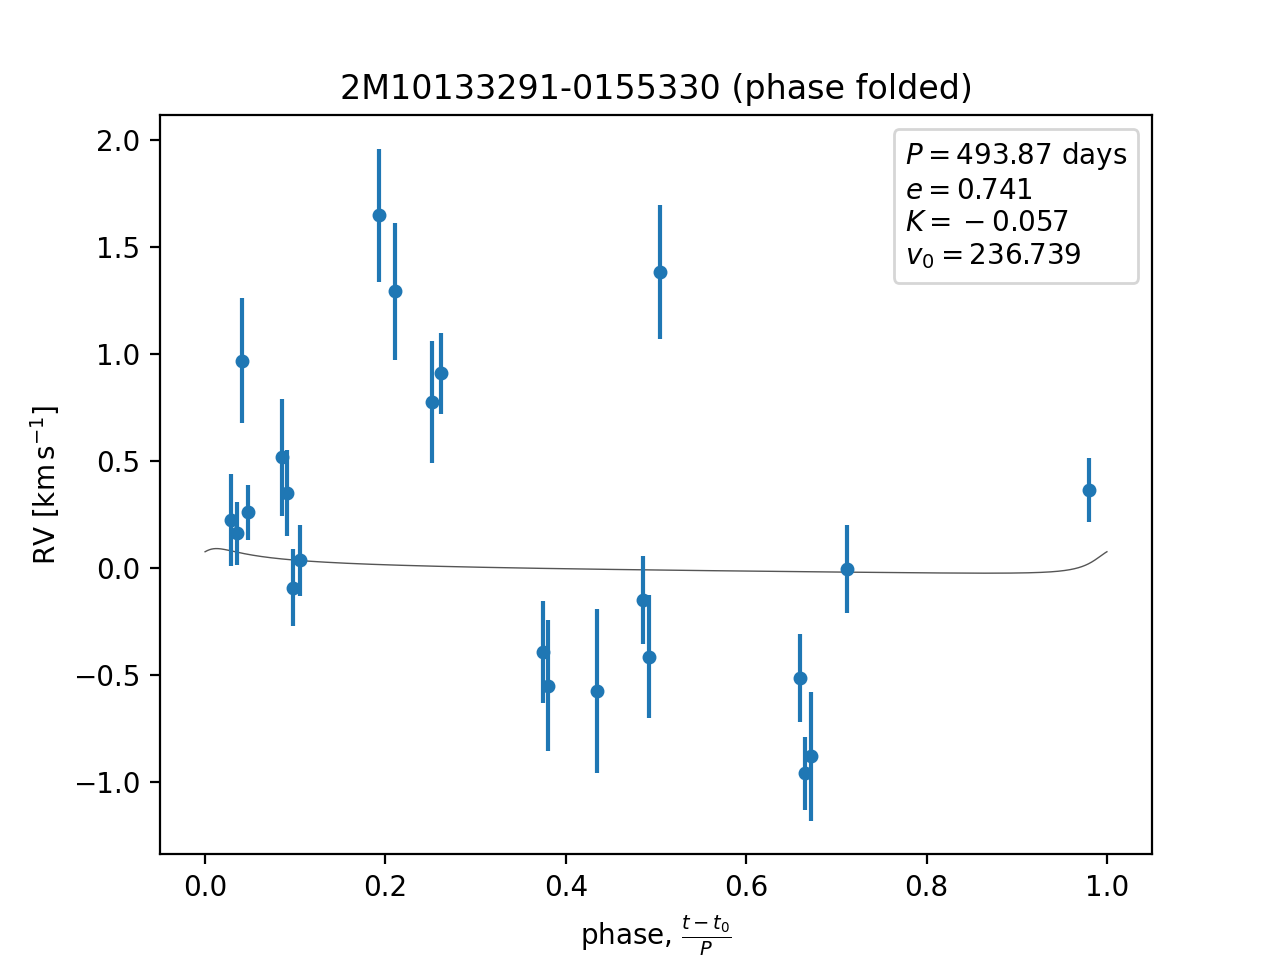 2M10133291-0155330 (phase folded)
P = 493.87 days
e = 0.741
K = −0.057
v₀ = 236.739
2.0
1.5
1.0
0.5
0.0
−0.5
−1.0
RV [km s⁻¹]
0.0 0.2 0.4 0.6 0.8 1.0
phase, (t − t₀)/P